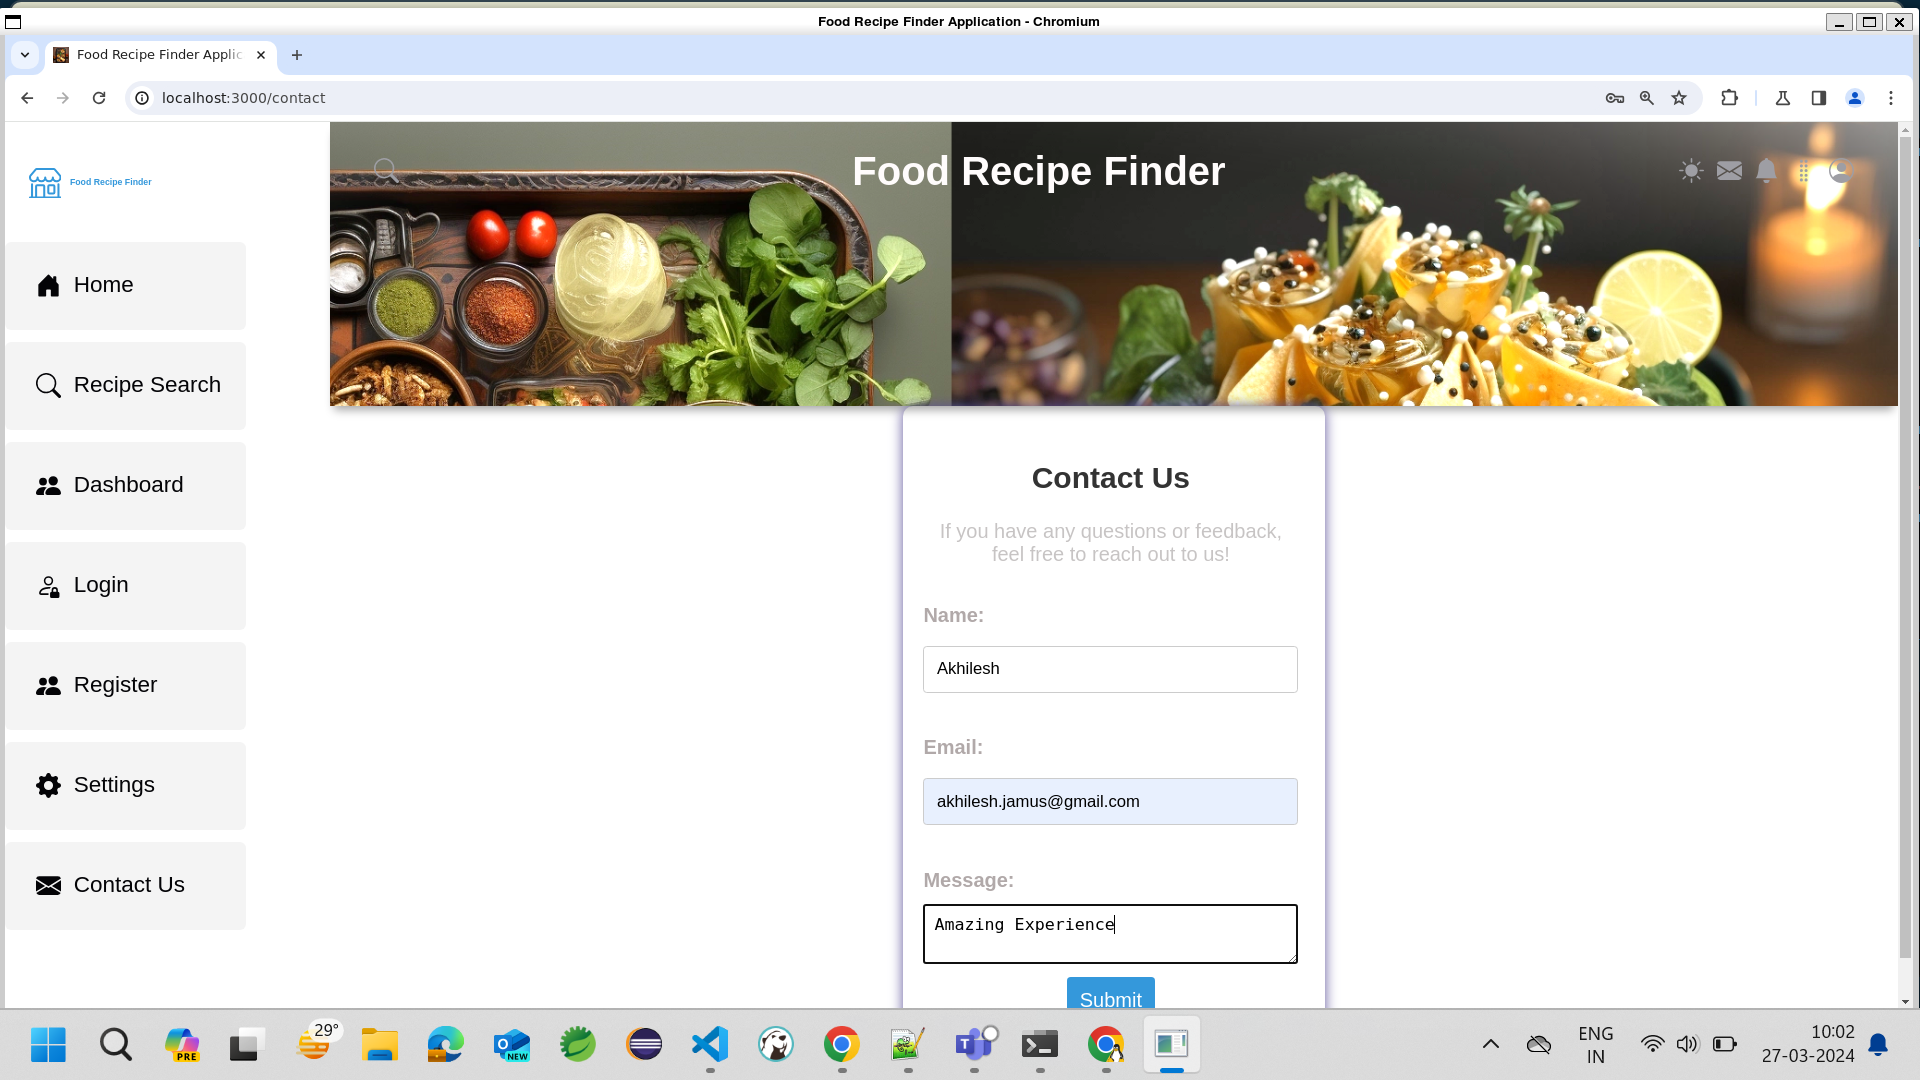 Food Recipe Finder Application - Chromium
Food Recipe Finder Applic
localhost:3000/contact
Food Recipe Finder
Food Recipe Finder
Home
Recipe Search
Dashboard
Login
Register
Settings
Contact Us
Contact Us
If you have any questions or feedback,
feel free to reach out to us!
Name:
Akhilesh
Email:
akhilesh.jamus@gmail.com
Message:
Amazing Experience
Submit
PRE
29°
NEW
ENG
IN
10:02
27-03-2024